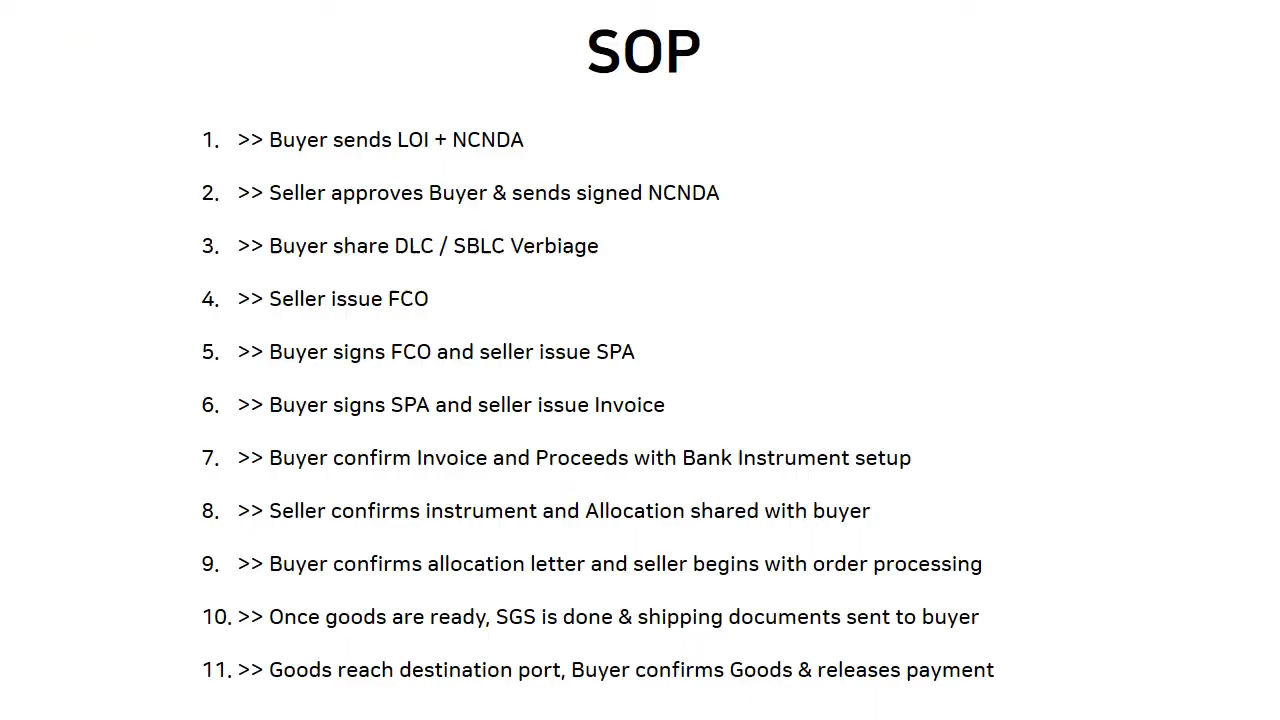 SOP
1. >> Buyer sends LOI + NCNDA
2. >> Seller approves Buyer & sends signed NCNDA
3. >> Buyer share DLC / SBLC Verbiage
4. >> Seller issue FCO
5. >> Buyer signs FCO and seller issue SPA
6. >> Buyer signs SPA and seller issue Invoice
7. >> Buyer confirm Invoice and Proceeds with Bank Instrument setup
8. >> Seller confirms instrument and Allocation shared with buyer
9. >> Buyer confirms allocation letter and seller begins with order processing
10. >> Once goods are ready, SGS is done & shipping documents sent to buyer
11. >> Goods reach destination port, Buyer confirms Goods & releases payment